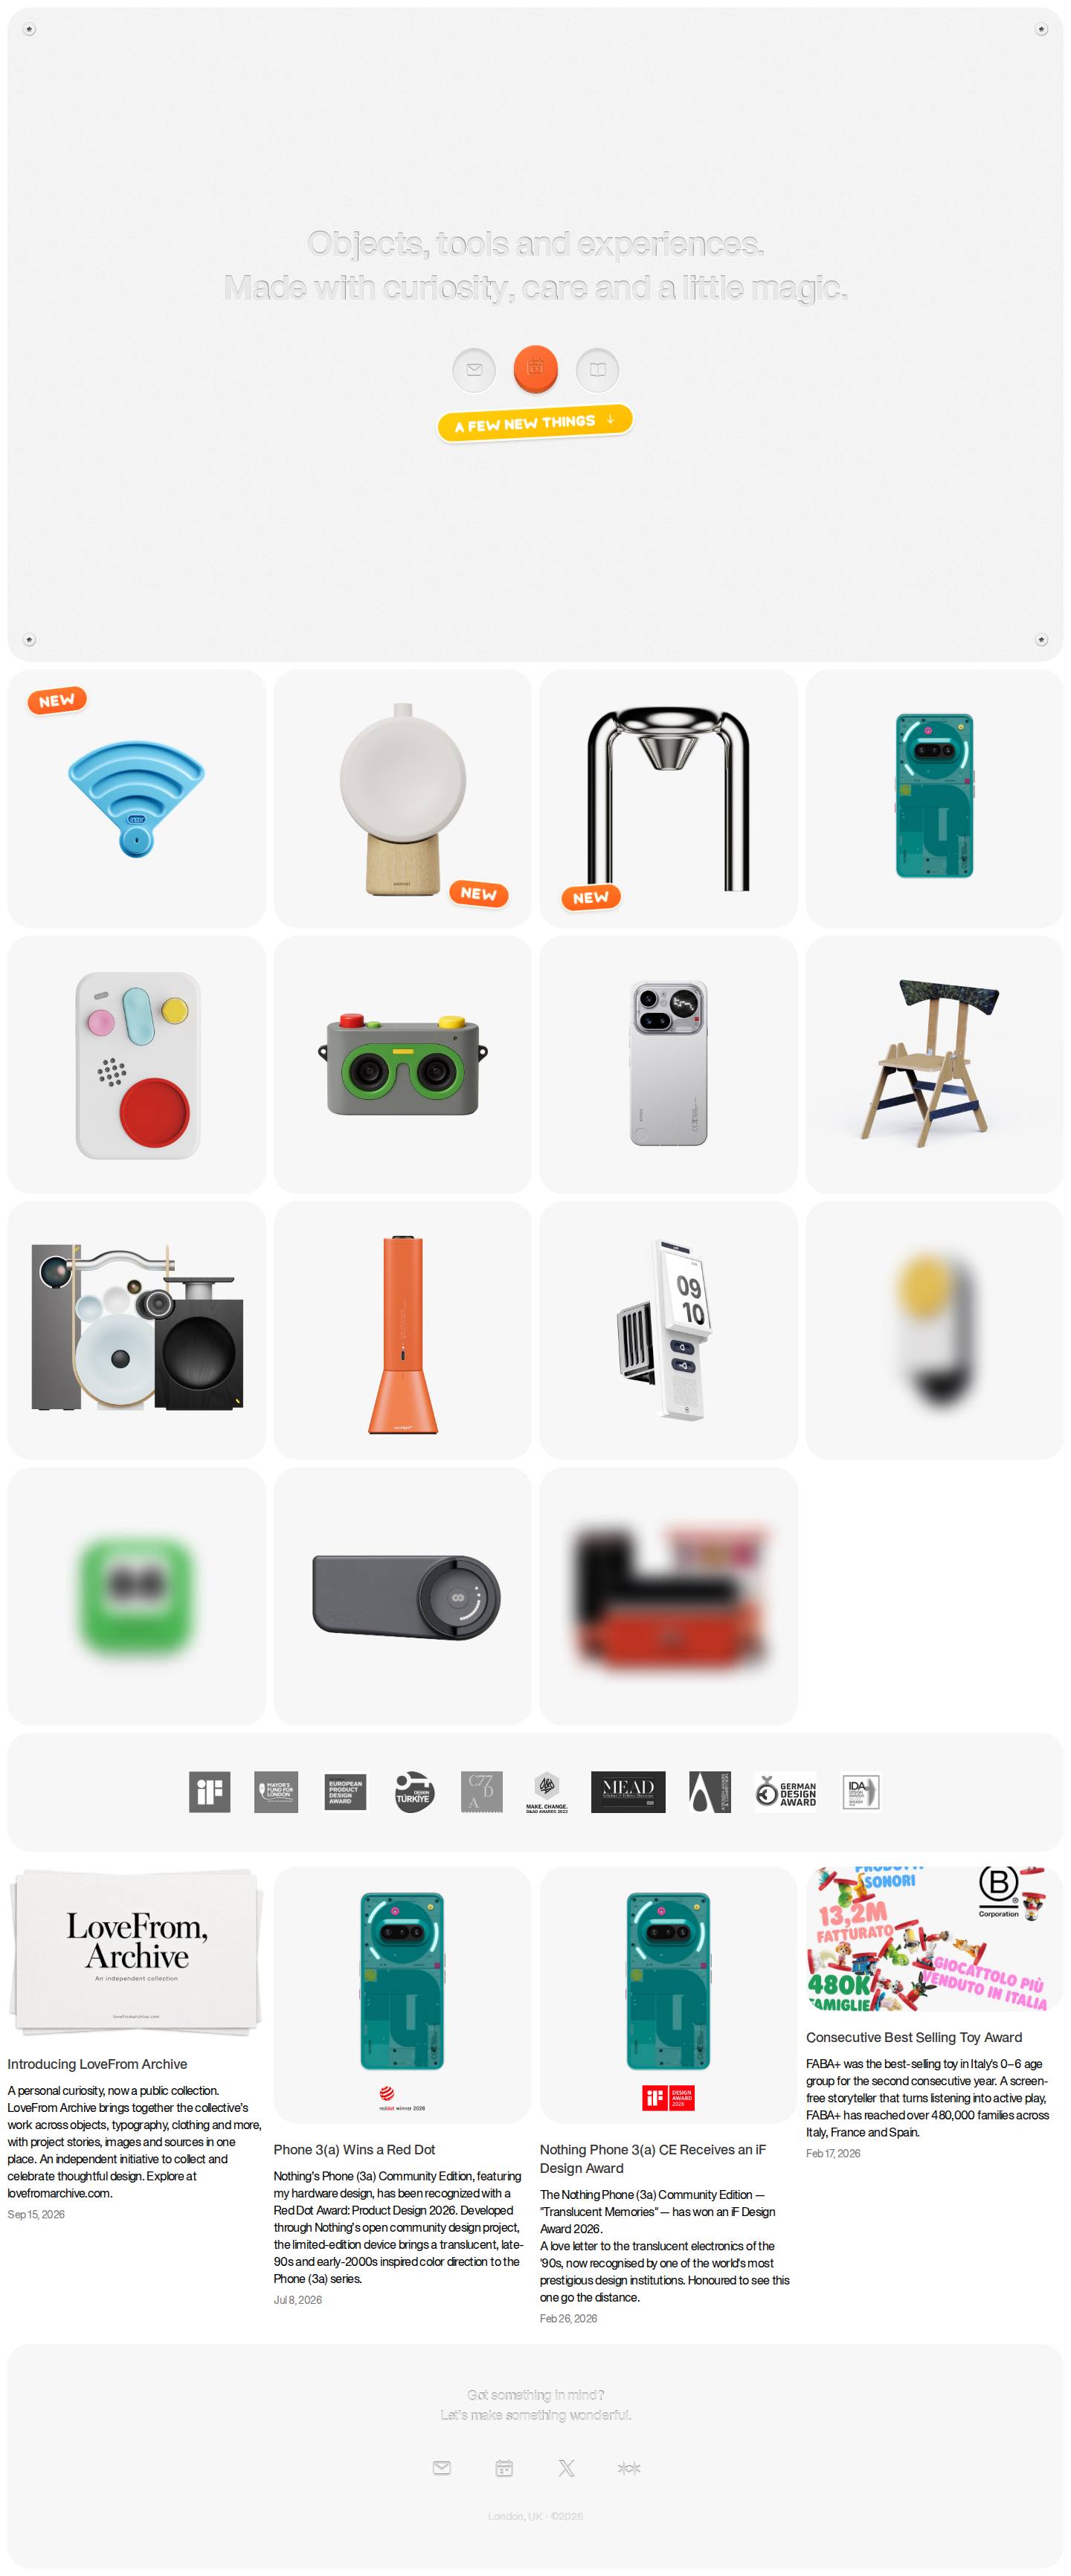 Objects, tools and experiences.
Made with curiosity, care and a little magic.
A FEW NEW THINGS ↓
NEW
NEW
NEW
09
10
iF
MAYOR'S
FUND FOR
LONDON
EUROPEAN
PRODUCT
DESIGN
AWARD
DESIGN
TÜRKİYE
MAKE. CHANGE.
D&AD AWARDS 2023
MEAD
GERMAN
DESIGN
AWARD
IDA
LoveFrom,
Archive
An independent collection
lovefromarchive.com
Introducing LoveFrom Archive
A personal curiosity, now a public collection.
LoveFrom Archive brings together the collective's
work across objects, typography, clothing and more,
with project stories, images and sources in one
place. An independent initiative to collect and
celebrate thoughtful design. Explore at
lovefromarchive.com.
Sep 15, 2026
reddot winner 2026
Phone 3(a) Wins a Red Dot
Nothing's Phone (3a) Community Edition, featuring
my hardware design, has been recognized with a
Red Dot Award: Product Design 2026. Developed
through Nothing's open community design project,
the limited-edition device brings a translucent, late-
90s and early-2000s inspired color direction to the
Phone (3a) series.
Jul 8, 2026
iF
DESIGN
AWARD
2026
Nothing Phone 3(a) CE Receives an iF
Design Award
The Nothing Phone (3a) Community Edition —
"Translucent Memories" — has won an iF Design
Award 2026.
A love letter to the translucent electronics of the
'90s, now recognised by one of the world's most
prestigious design institutions. Honoured to see this
one go the distance.
Feb 26, 2026
PRODOTTI
SONORI
B
Corporation
13,2M
FATTURATO
GIOCATTOLO PIÙ
VENDUTO IN ITALIA
480K
FAMIGLIE
Consecutive Best Selling Toy Award
FABA+ was the best-selling toy in Italy's 0–6 age
group for the second consecutive year. A screen-
free storyteller that turns listening into active play,
FABA+ has reached over 480,000 families across
Italy, France and Spain.
Feb 17, 2026
Got something in mind?
Let's make something wonderful.
London, UK · ©2026